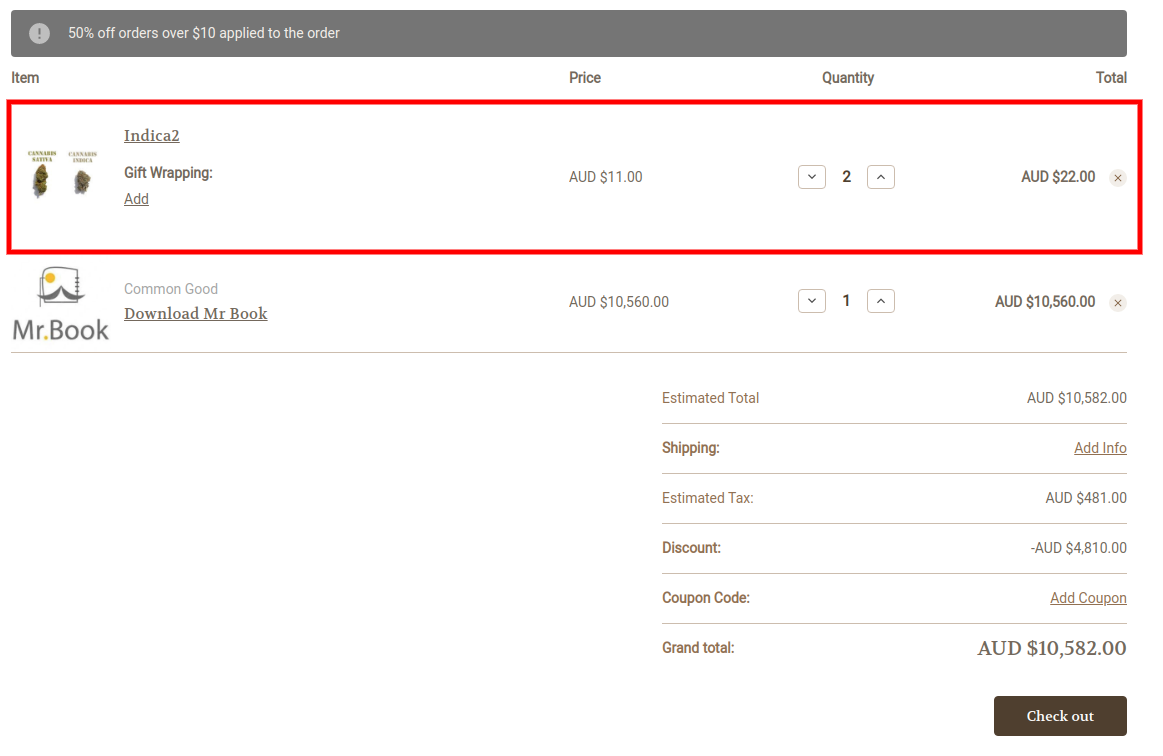 50% off orders over $10 applied to the order
Item Price Quantity Total
CANNABIS SATIVA CANNABIS INDICA
Indica2
Gift Wrapping:
Add
AUD $11.00 2 AUD $22.00
Mr.Book
Common Good
Download Mr Book
AUD $10,560.00 1 AUD $10,560.00
Estimated Total AUD $10,582.00
Shipping: Add Info
Estimated Tax: AUD $481.00
Discount: -AUD $4,810.00
Coupon Code: Add Coupon
Grand total: AUD $10,582.00
Check out